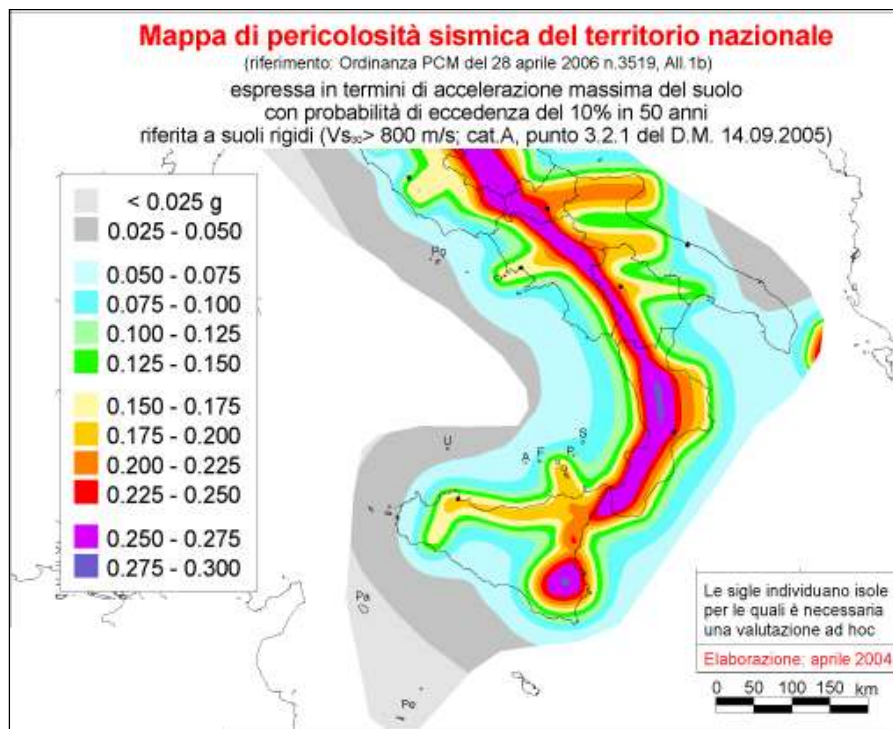 Mappa di pericolosità sismica del territorio nazionale
(riferimento: Ordinanza PCM del 28 aprile 2006 n.3519, All.1b)
espressa in termini di accelerazione massima del suolo
con probabilità di eccedenza del 10% in 50 anni
riferita a suoli rigidi (Vs₃₀> 800 m/s; cat.A, punto 3.2.1 del D.M. 14.09.2005)
< 0.025 g
0.025 - 0.050
0.050 - 0.075
0.075 - 0.100
0.100 - 0.125
0.125 - 0.150
0.150 - 0.175
0.175 - 0.200
0.200 - 0.225
0.225 - 0.250
0.250 - 0.275
0.275 - 0.300
Po
U
A
F
P
S
Pa
Pe
Le sigle individuano isole
per le quali è necessaria
una valutazione ad hoc
Elaborazione: aprile 2004
0 50 100 150 km